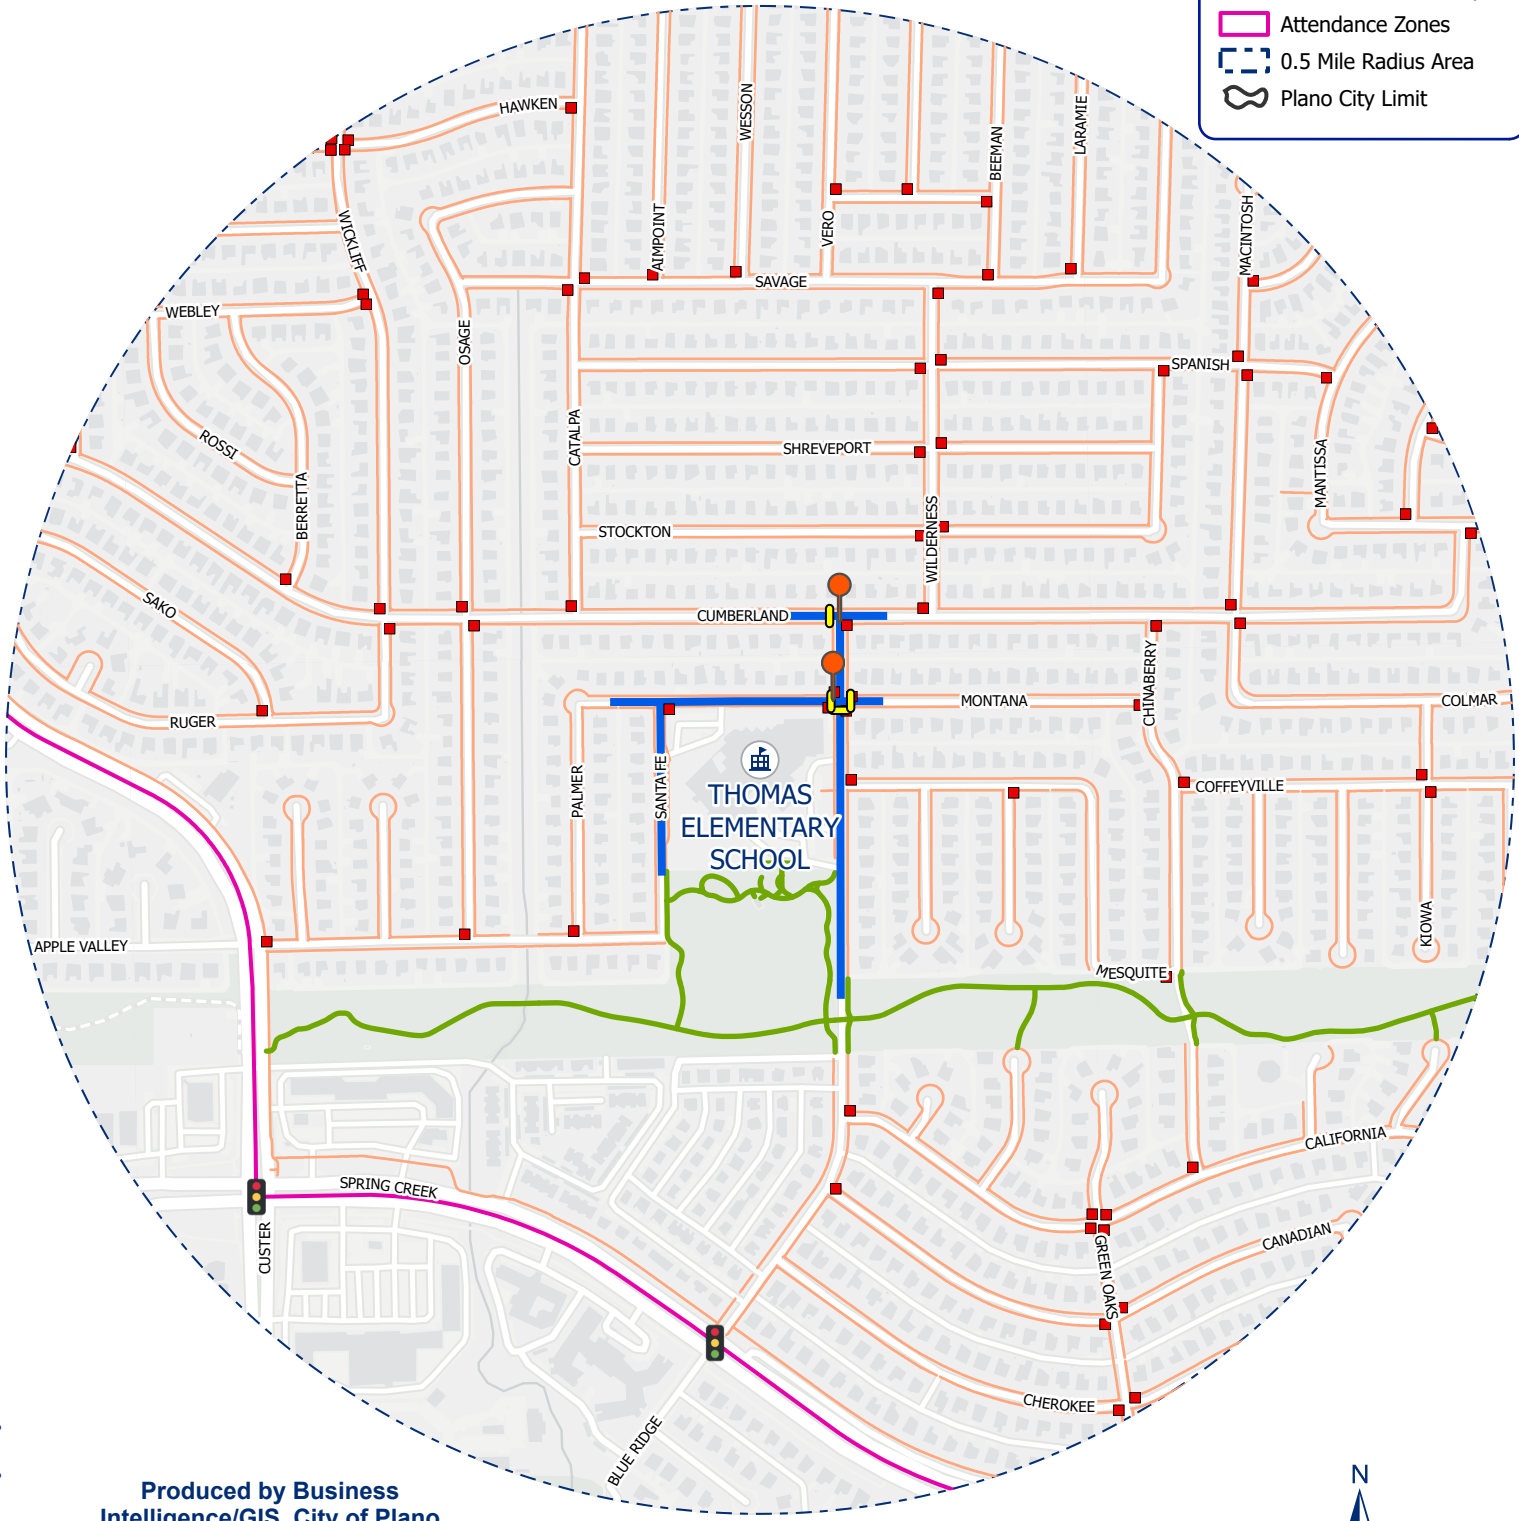 Attendance Zones
0.5 Mile Radius Area
Plano City Limit
HAWKEN
WESSON
LARAMIE
BEEMAN
WICKLIFF
AIMPOINT
VERO
MACINTOSH
SAVAGE
WEBLEY
OSAGE
SPANISH
CATALPA
ROSSI
SHREVEPORT
MANTISSA
BERRETTA
STOCKTON
WILDERNESS
SAKO
CUMBERLAND
CHINABERRY
RUGER
MONTANA
COLMAR
PALMER
SANTA FE
COFFEYVILLE
THOMAS
ELEMENTARY
SCHOOL
KIOWA
APPLE VALLEY
MESQUITE
CALIFORNIA
SPRING CREEK
CUSTER
CANADIAN
GREEN OAKS
CHEROKEE
BLUE RIDGE
N
Produced by Business
Intelligence/GIS, City of Plano